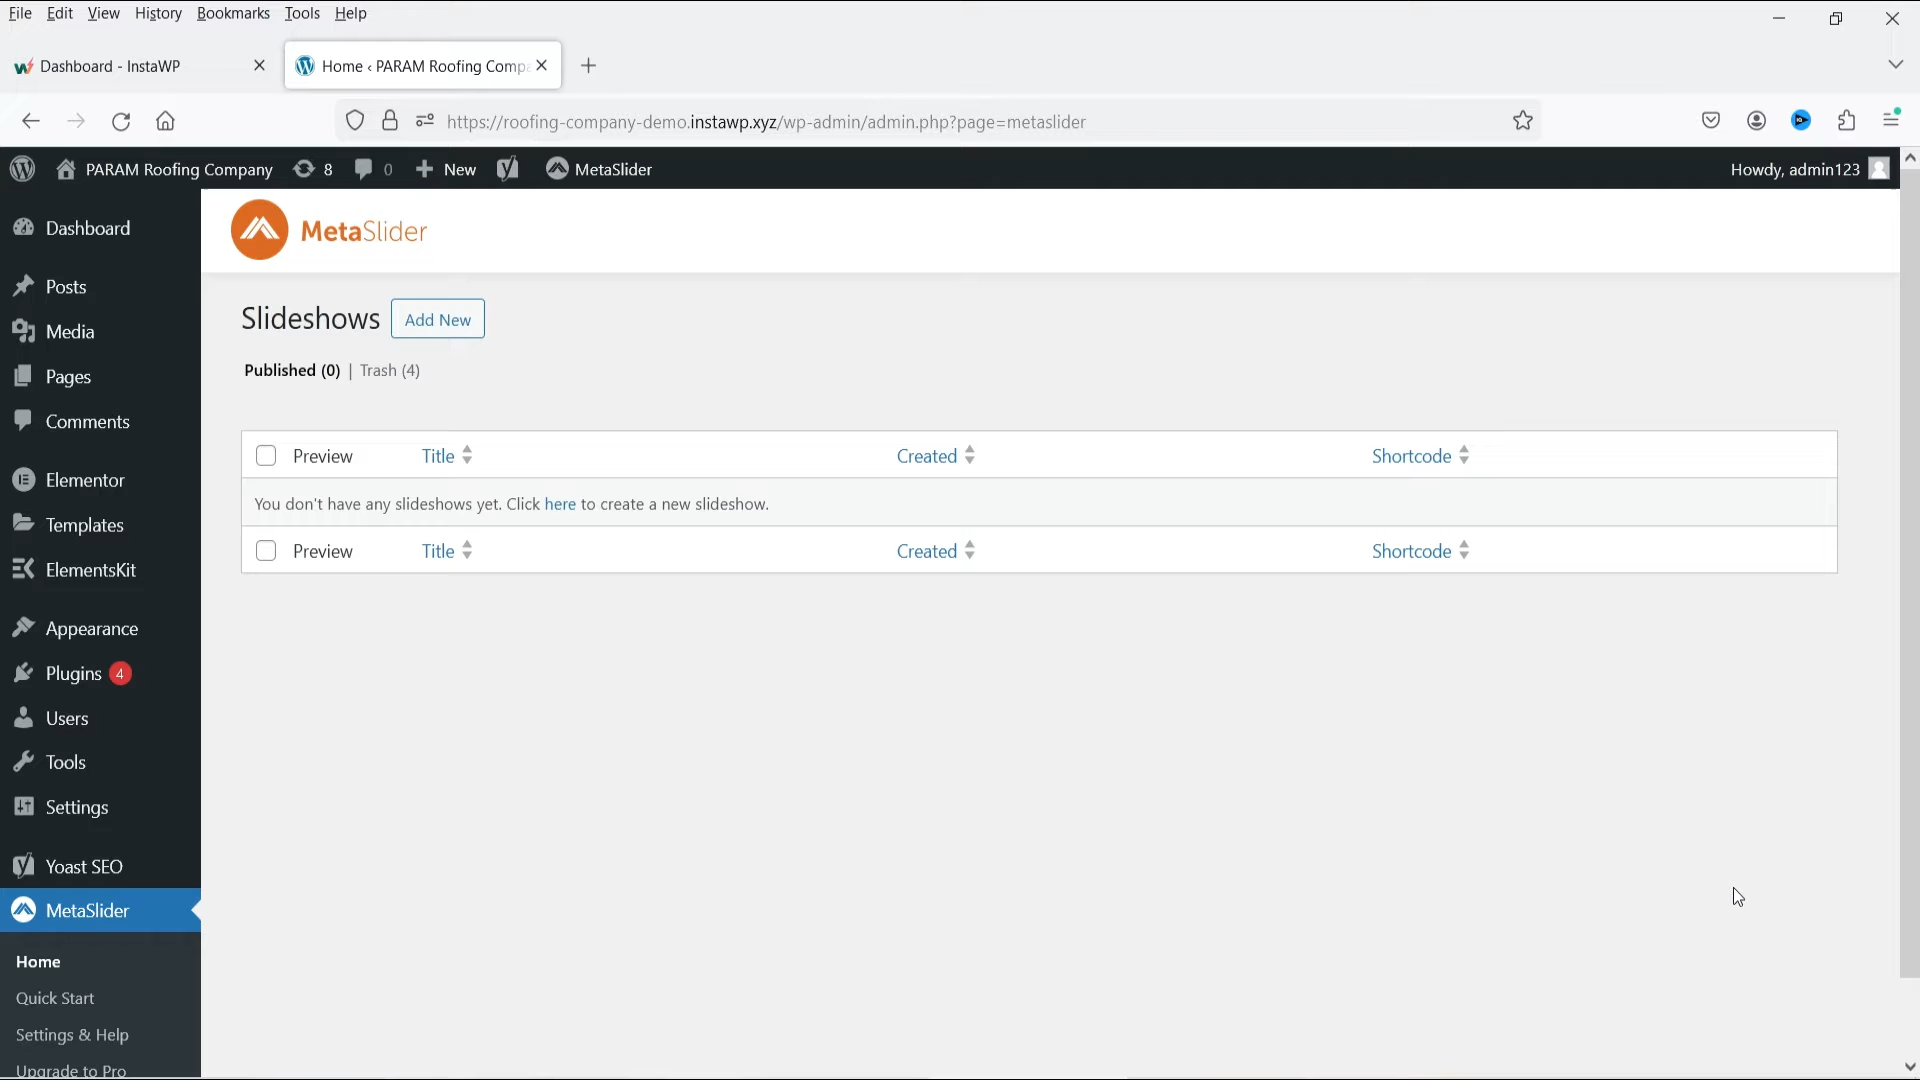 File Edit View History Bookmarks Tools Help
Dashboard - InstaWP
Home ‹ PARAM Roofing Comp
https://roofing-company-demo.instawp.xyz/wp-admin/admin.php?page=metaslider
PARAM Roofing Company 8 0 New MetaSlider Howdy, admin123
Dashboard
Posts
Media
Pages
Comments
Elementor
Templates
ElementsKit
Appearance
Plugins 4
Users
Tools
Settings
Yoast SEO
MetaSlider
Home
Quick Start
Settings & Help
Upgrade to Pro
MetaSlider
Slideshows Add New
Published (0) | Trash (4)
Preview Title Created Shortcode
You don't have any slideshows yet. Click here to create a new slideshow.
Preview Title Created Shortcode